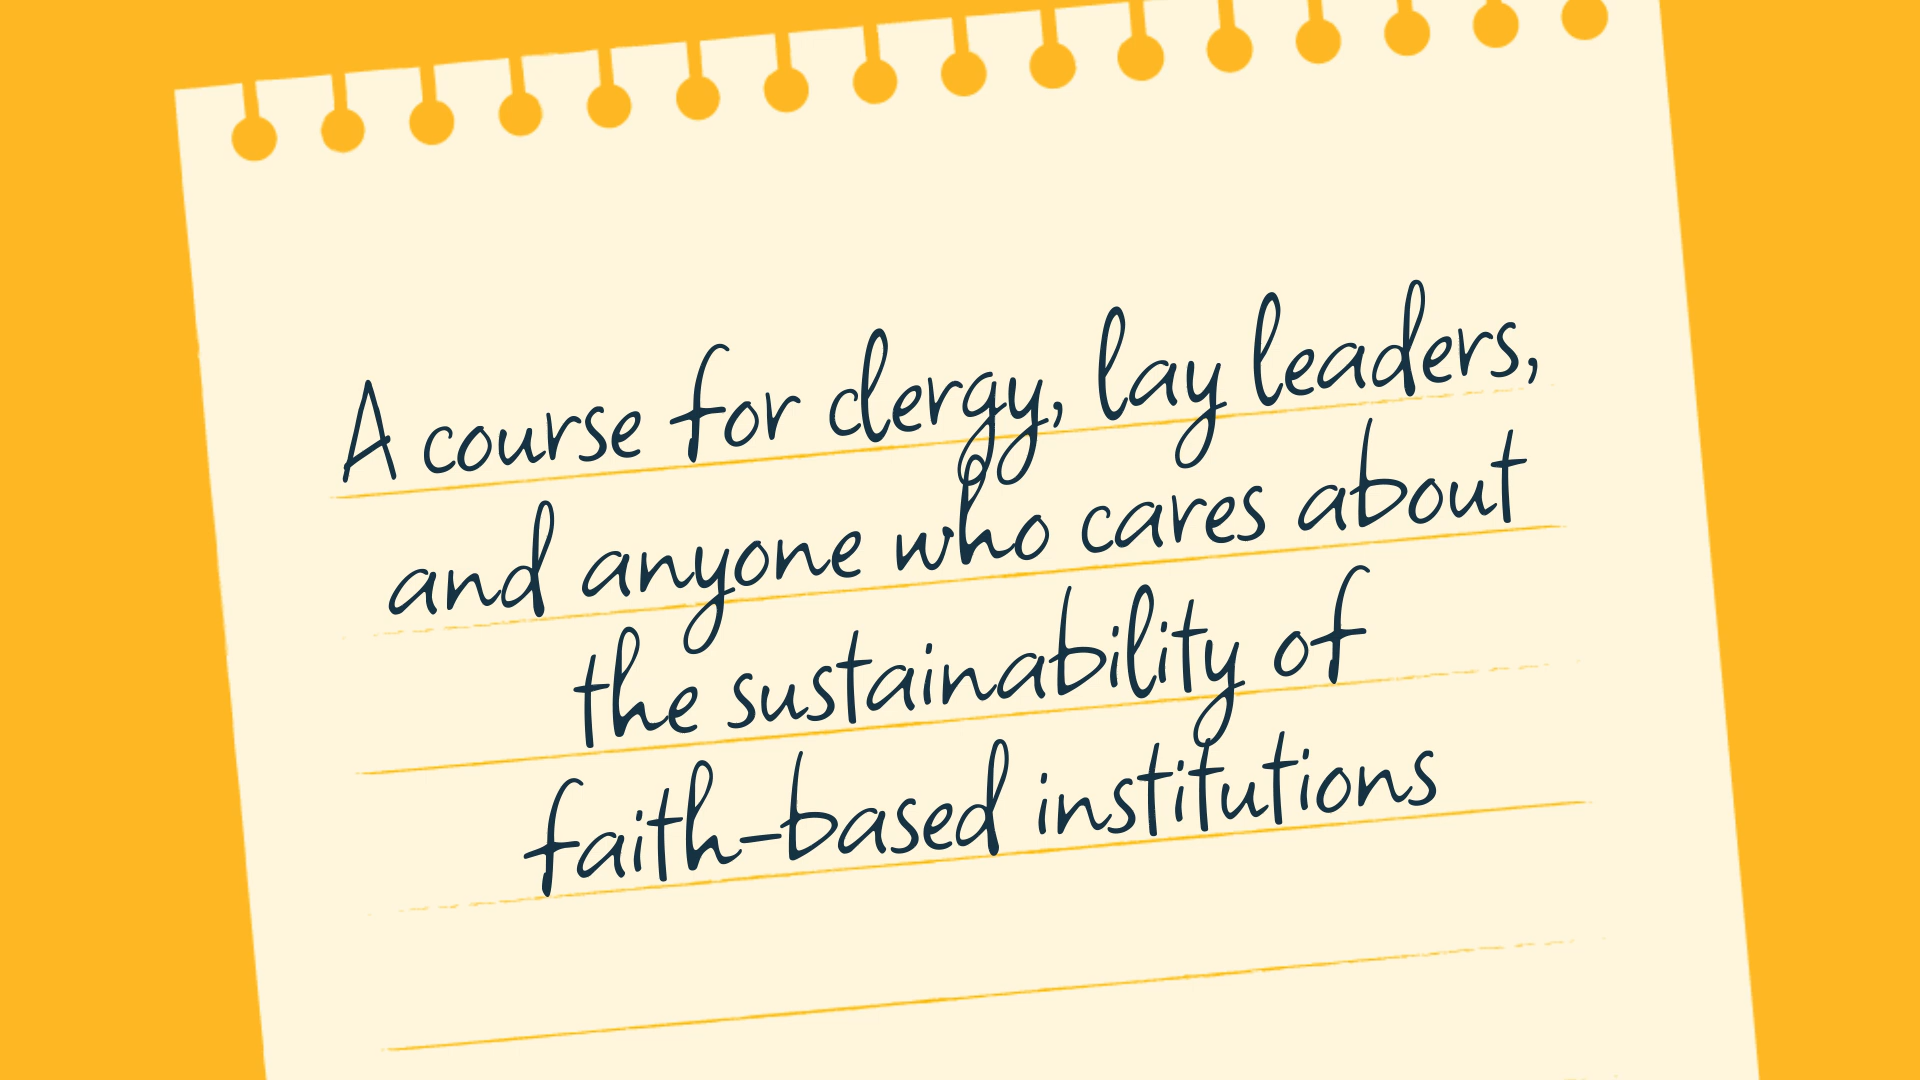 A course for clergy, lay leaders,
and anyone who cares about
the sustainability of
faith-based institutions